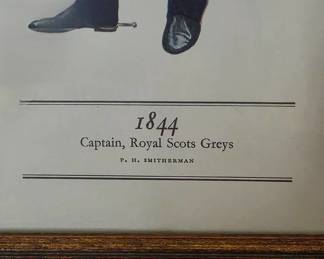 1844
Captain, Royal Scots Greys
P. H. SMITHERMAN